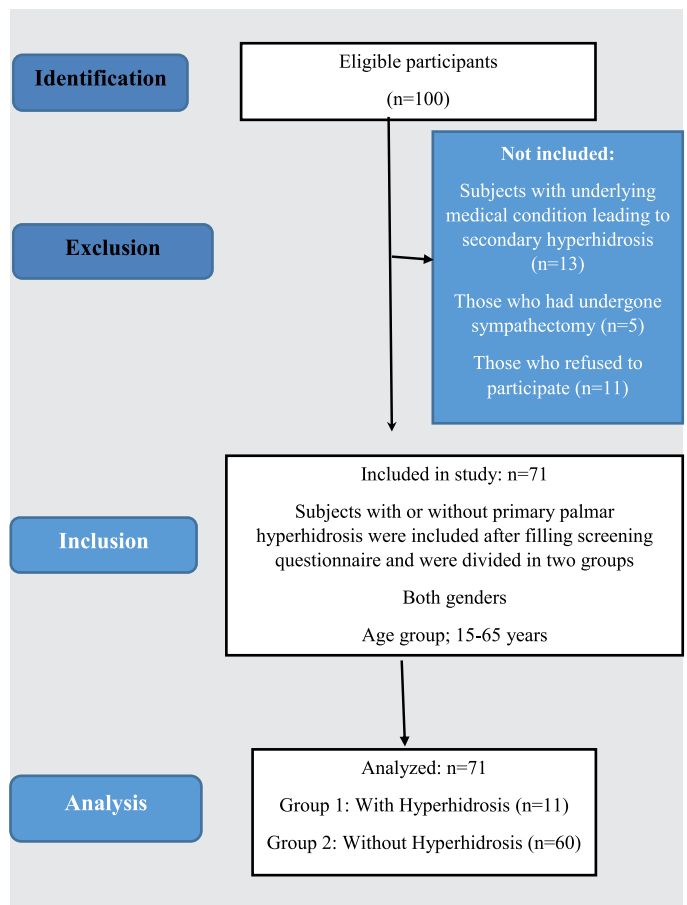 Identification
Eligible participants
(n=100)
Not included:
Subjects with underlying
medical condition leading to
secondary hyperhidrosis
(n=13)
Those who had undergone
sympathectomy (n=5)
Those who refused to
participate (n=11)
Exclusion
Included in study: n=71
Subjects with or without primary palmar
hyperhidrosis were included after filling screening
questionnaire and were divided in two groups
Both genders
Age group; 15-65 years
Inclusion
Analyzed: n=71
Group 1: With Hyperhidrosis (n=11)
Group 2: Without Hyperhidrosis (n=60)
Analysis